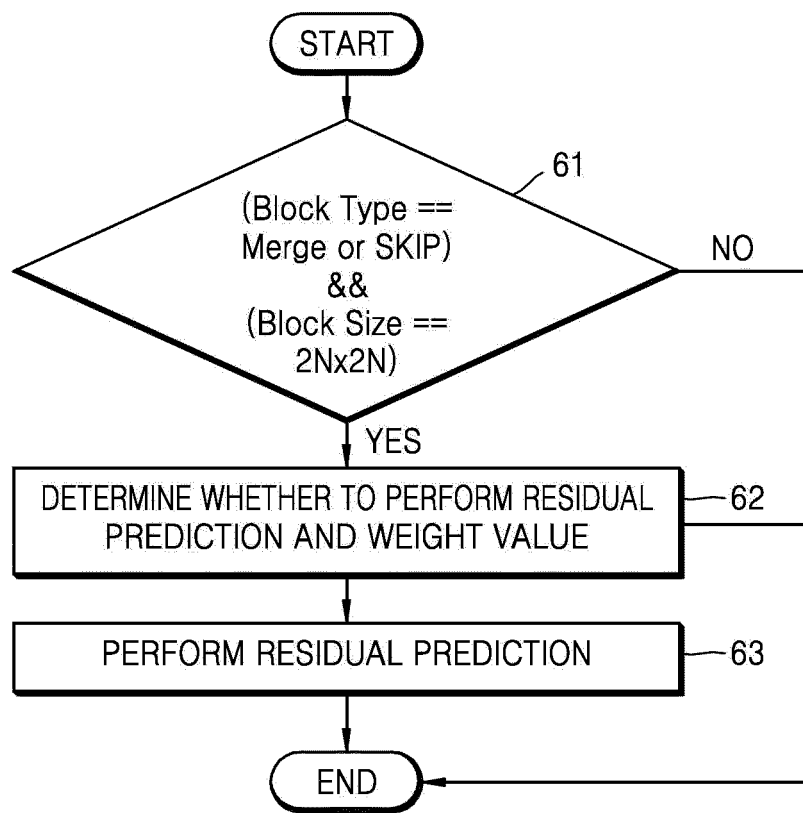 START
61
(Block Type ==
Merge or SKIP)
&&
(Block Size ==
2Nx2N)
NO
YES
DETERMINE WHETHER TO PERFORM RESIDUAL
PREDICTION AND WEIGHT VALUE
62
PERFORM RESIDUAL PREDICTION
63
END